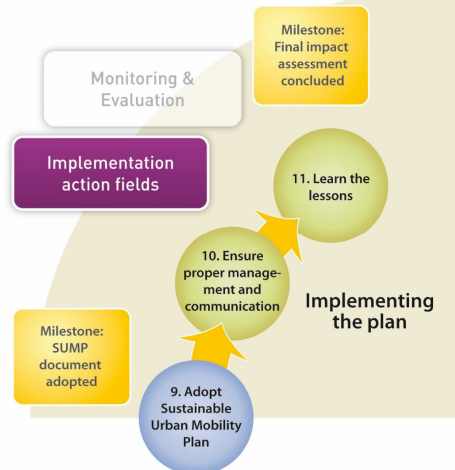 Milestone:
Final impact
assessment
concluded
Monitoring &
Evaluation
Implementation
action fields
11. Learn the
lessons
10. Ensure
proper manage-
ment and
communication
Implementing
the plan
Milestone:
SUMP
document
adopted
9. Adopt
Sustainable
Urban Mobility
Plan